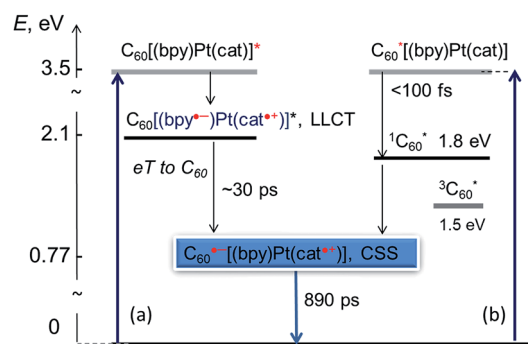 E, eV
C₆₀[(bpy)Pt(cat)]*
C₆₀*[(bpy)Pt(cat)]
3.5
~
<100 fs
C₆₀[(bpy•−)Pt(cat•+)]*, LLCT
2.1
¹C₆₀* 1.8 eV
eT to C₆₀
~30 ps
³C₆₀*
1.5 eV
0.77
C₆₀•−[(bpy)Pt(cat•+)], CSS
~
890 ps
0
(a)
(b)